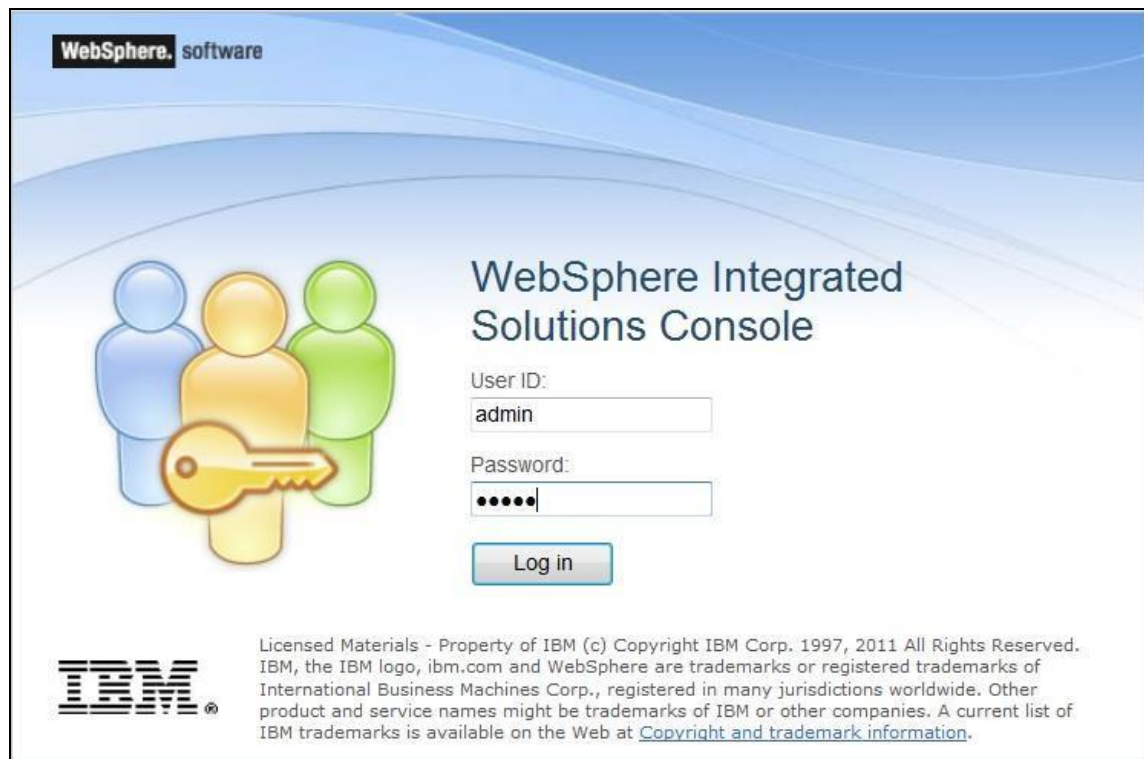 WebSphere. software
WebSphere Integrated
Solutions Console
User ID:
admin
Password:
•••••
Log in
Licensed Materials - Property of IBM (c) Copyright IBM Corp. 1997, 2011 All Rights Reserved.
IBM, the IBM logo, ibm.com and WebSphere are trademarks or registered trademarks of
International Business Machines Corp., registered in many jurisdictions worldwide. Other
product and service names might be trademarks of IBM or other companies. A current list of
IBM trademarks is available on the Web at Copyright and trademark information.
IBM®